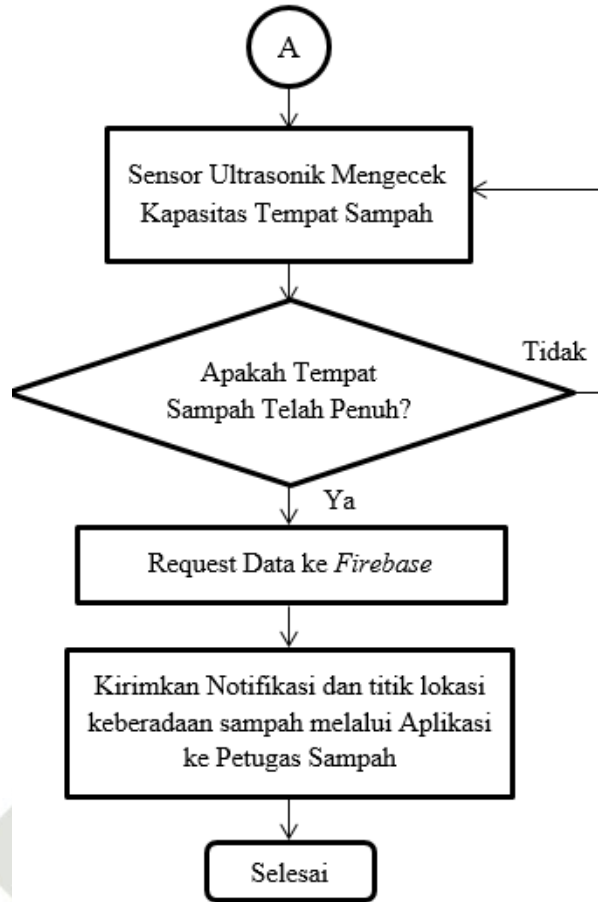 A
Sensor Ultrasonik Mengecek
Kapasitas Tempat Sampah
Apakah Tempat
Sampah Telah Penuh?
Tidak
Ya
Request Data ke Firebase
Kirimkan Notifikasi dan titik lokasi
keberadaan sampah melalui Aplikasi
ke Petugas Sampah
Selesai